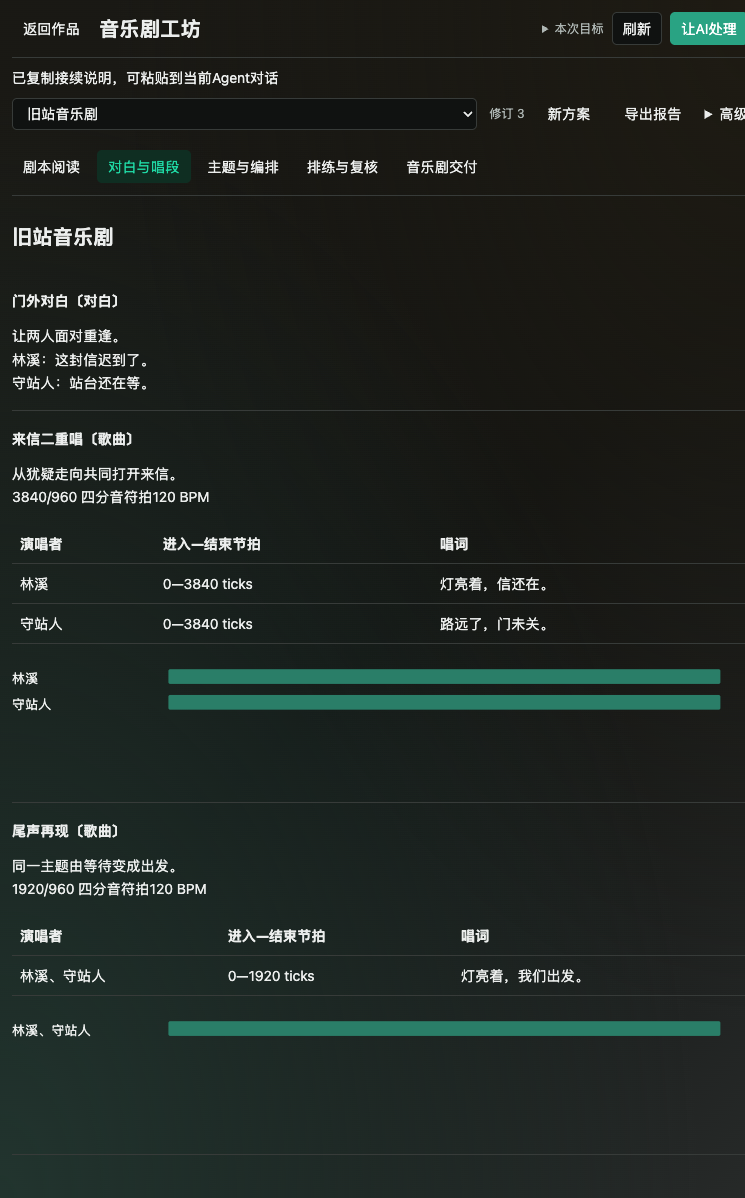 返回作品 音乐剧工坊 ▶ 本次目标 刷新 让AI处理
已复制接续说明，可粘贴到当前Agent对话
旧站音乐剧 修订 3 新方案 导出报告 ▶ 高级
剧本阅读 对白与唱段 主题与编排 排练与复核 音乐剧交付
旧站音乐剧
门外对白（对白）
让两人面对重逢。
林溪：这封信迟到了。
守站人：站台还在等。
来信二重唱（歌曲）
从犹疑走向共同打开来信。
3840/960 四分音符拍120 BPM
演唱者 进入—结束节拍 唱词
林溪 0—3840 ticks 灯亮着，信还在。
守站人 0—3840 ticks 路远了，门未关。
林溪
守站人
尾声再现（歌曲）
同一主题由等待变成出发。
1920/960 四分音符拍120 BPM
演唱者 进入—结束节拍 唱词
林溪、守站人 0—1920 ticks 灯亮着，我们出发。
林溪、守站人